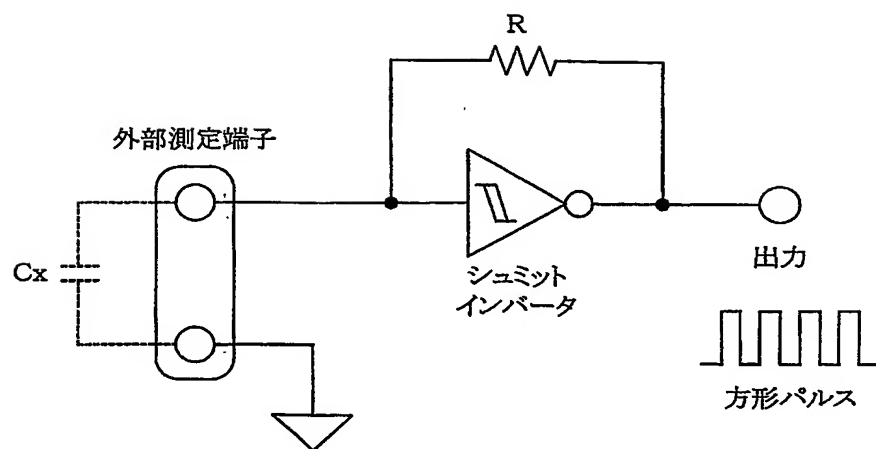 R
外部測定端子
Cx
シュミット
インバータ
出力
方形パルス